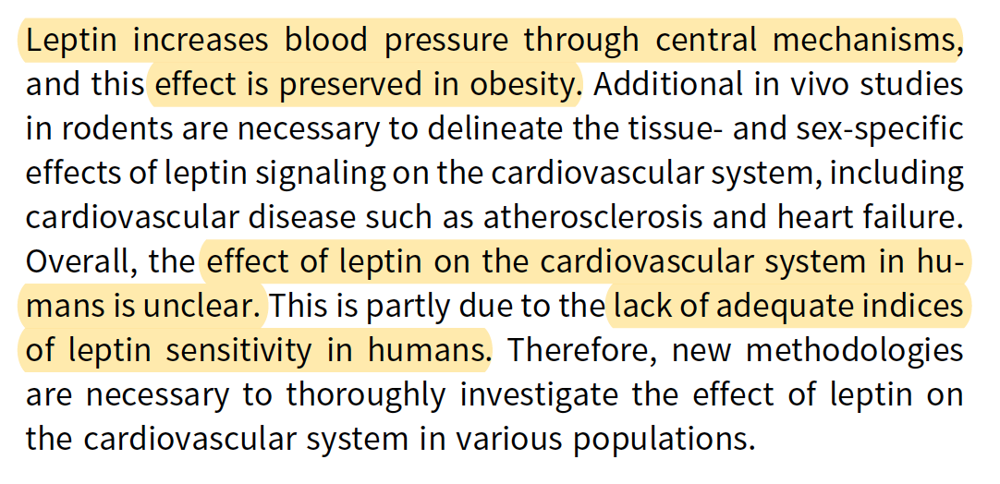 Leptin increases blood pressure through central mechanisms,
and this effect is preserved in obesity. Additional in vivo studies
in rodents are necessary to delineate the tissue- and sex-specific
effects of leptin signaling on the cardiovascular system, including
cardiovascular disease such as atherosclerosis and heart failure.
Overall, the effect of leptin on the cardiovascular system in hu-
mans is unclear. This is partly due to the lack of adequate indices
of leptin sensitivity in humans. Therefore, new methodologies
are necessary to thoroughly investigate the effect of leptin on
the cardiovascular system in various populations.